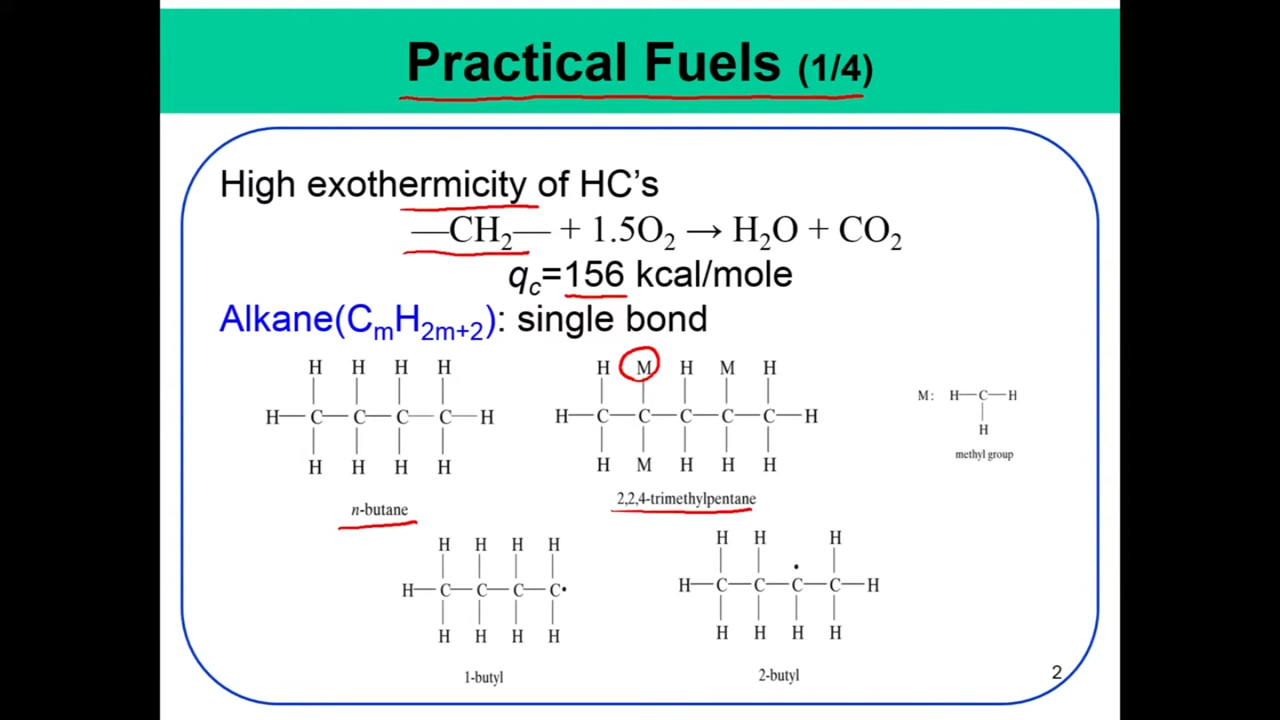 Practical Fuels (1/4)
High exothermicity of HC's
—CH₂— + 1.5O₂ → H₂O + CO₂
q_c=156 kcal/mole
Alkane(CₘH₂ₘ₊₂): single bond
H H H H
H—C—C—C—C—H
H H H H
n-butane
H M H M H
H—C—C—C—C—C—H
H M H H H
2,2,4-trimethylpentane
M: H—C—H
H
methyl group
H H H H
H—C—C—C—C•
H H H H
1-butyl
H H • H
H—C—C—C—C—H
H H H H
2-butyl
2